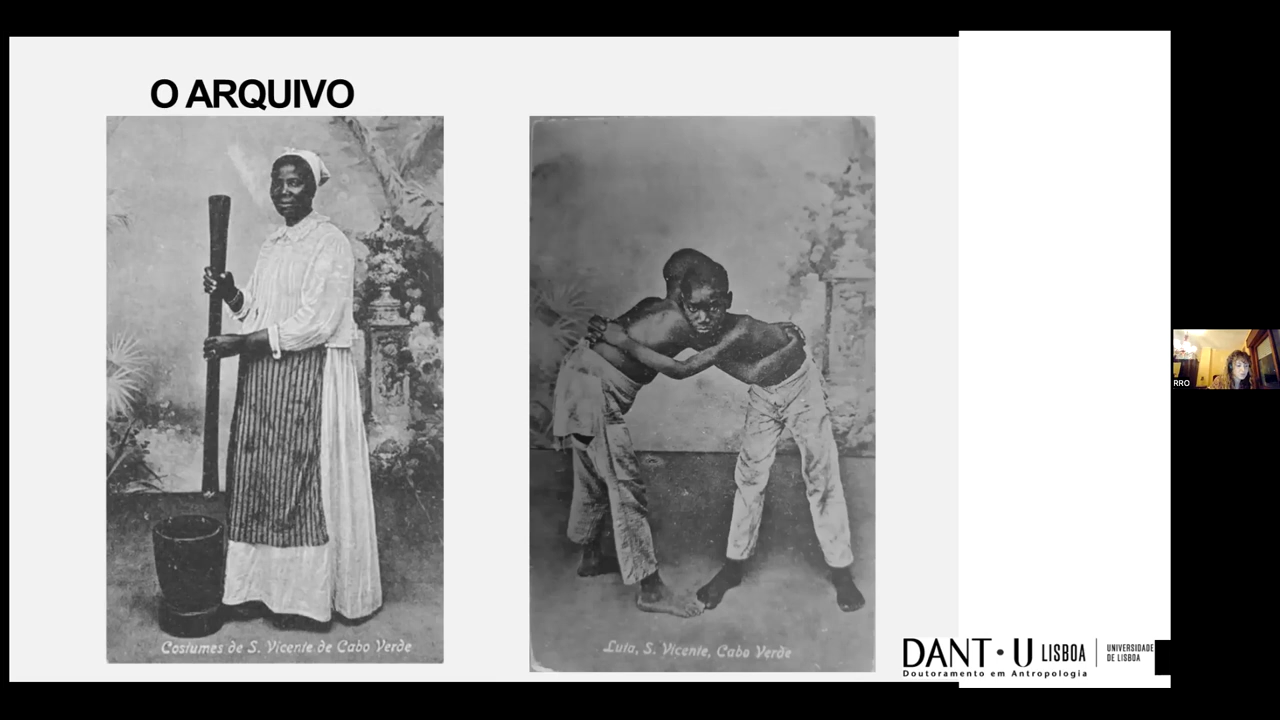 O ARQUIVO
Costumes de S. Vicente de Cabo Verde
Luta, S. Vicente, Cabo Verde
RRO
DANT · U LISBOA
UNIVERSIDADE
DE LISBOA
Doutoramento em Antropologia